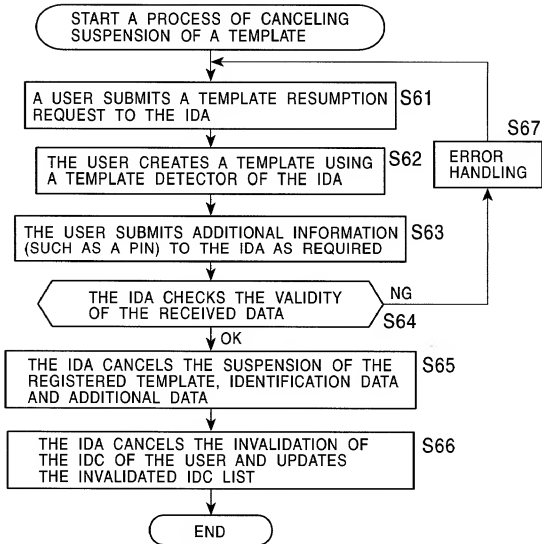 START A PROCESS OF CANCELING
SUSPENSION OF A TEMPLATE
A USER SUBMITS A TEMPLATE RESUMPTION
REQUEST TO THE IDA
S61
S67
THE USER CREATES A TEMPLATE USING
A TEMPLATE DETECTOR OF THE IDA
S62
ERROR
HANDLING
THE USER SUBMITS ADDITIONAL INFORMATION
(SUCH AS A PIN) TO THE IDA AS REQUIRED
S63
THE IDA CHECKS THE VALIDITY
OF THE RECEIVED DATA
NG
S64
OK
THE IDA CANCELS THE SUSPENSION OF THE
REGISTERED TEMPLATE, IDENTIFICATION DATA
AND ADDITIONAL DATA
S65
THE IDA CANCELS THE INVALIDATION OF
THE IDC OF THE USER AND UPDATES
THE INVALIDATED IDC LIST
S66
END